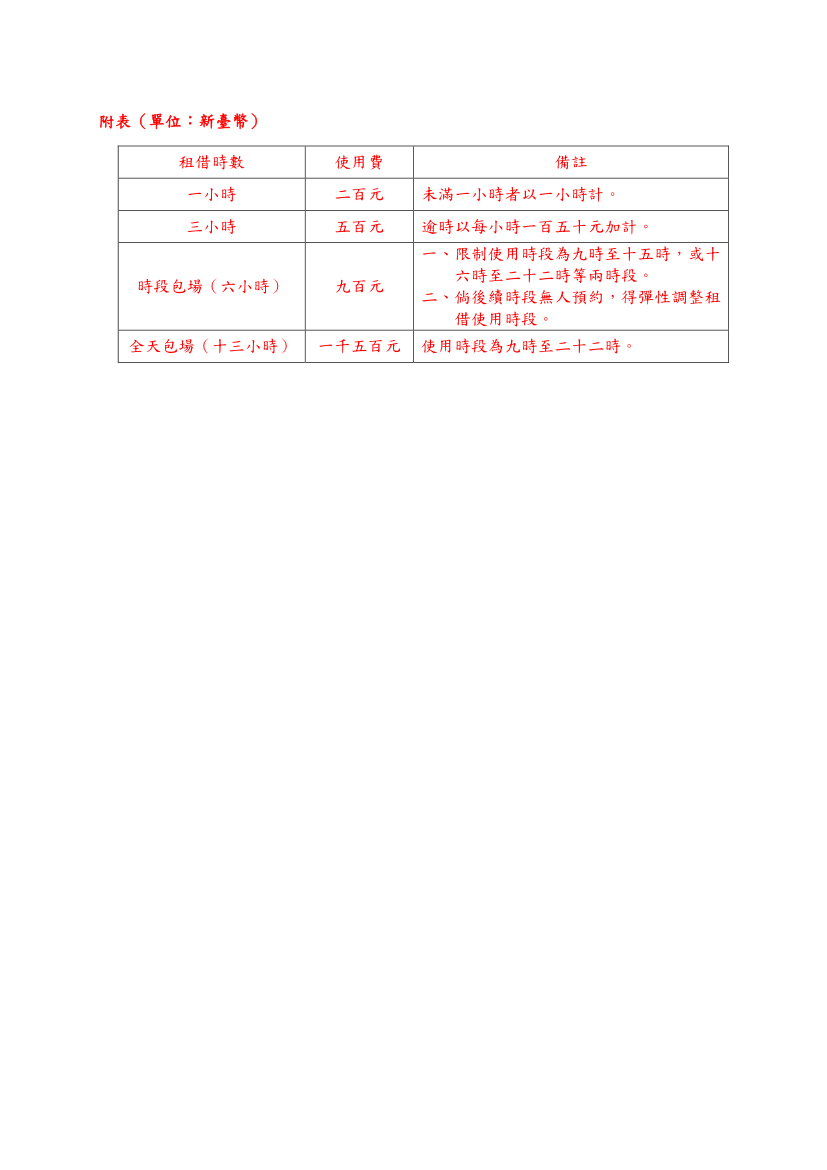 附表（單位：新臺幣）
租借時數 使用費 備註
一小時 二百元 未滿一小時者以一小時計。
三小時 五百元 逾時以每小時一百五十元加計。
時段包場（六小時） 九百元 一、限制使用時段為九時至十五時，或十
六時至二十二時等兩時段。
二、倘後續時段無人預約，得彈性調整租
借使用時段。
全天包場（十三小時） 一千五百元 使用時段為九時至二十二時。